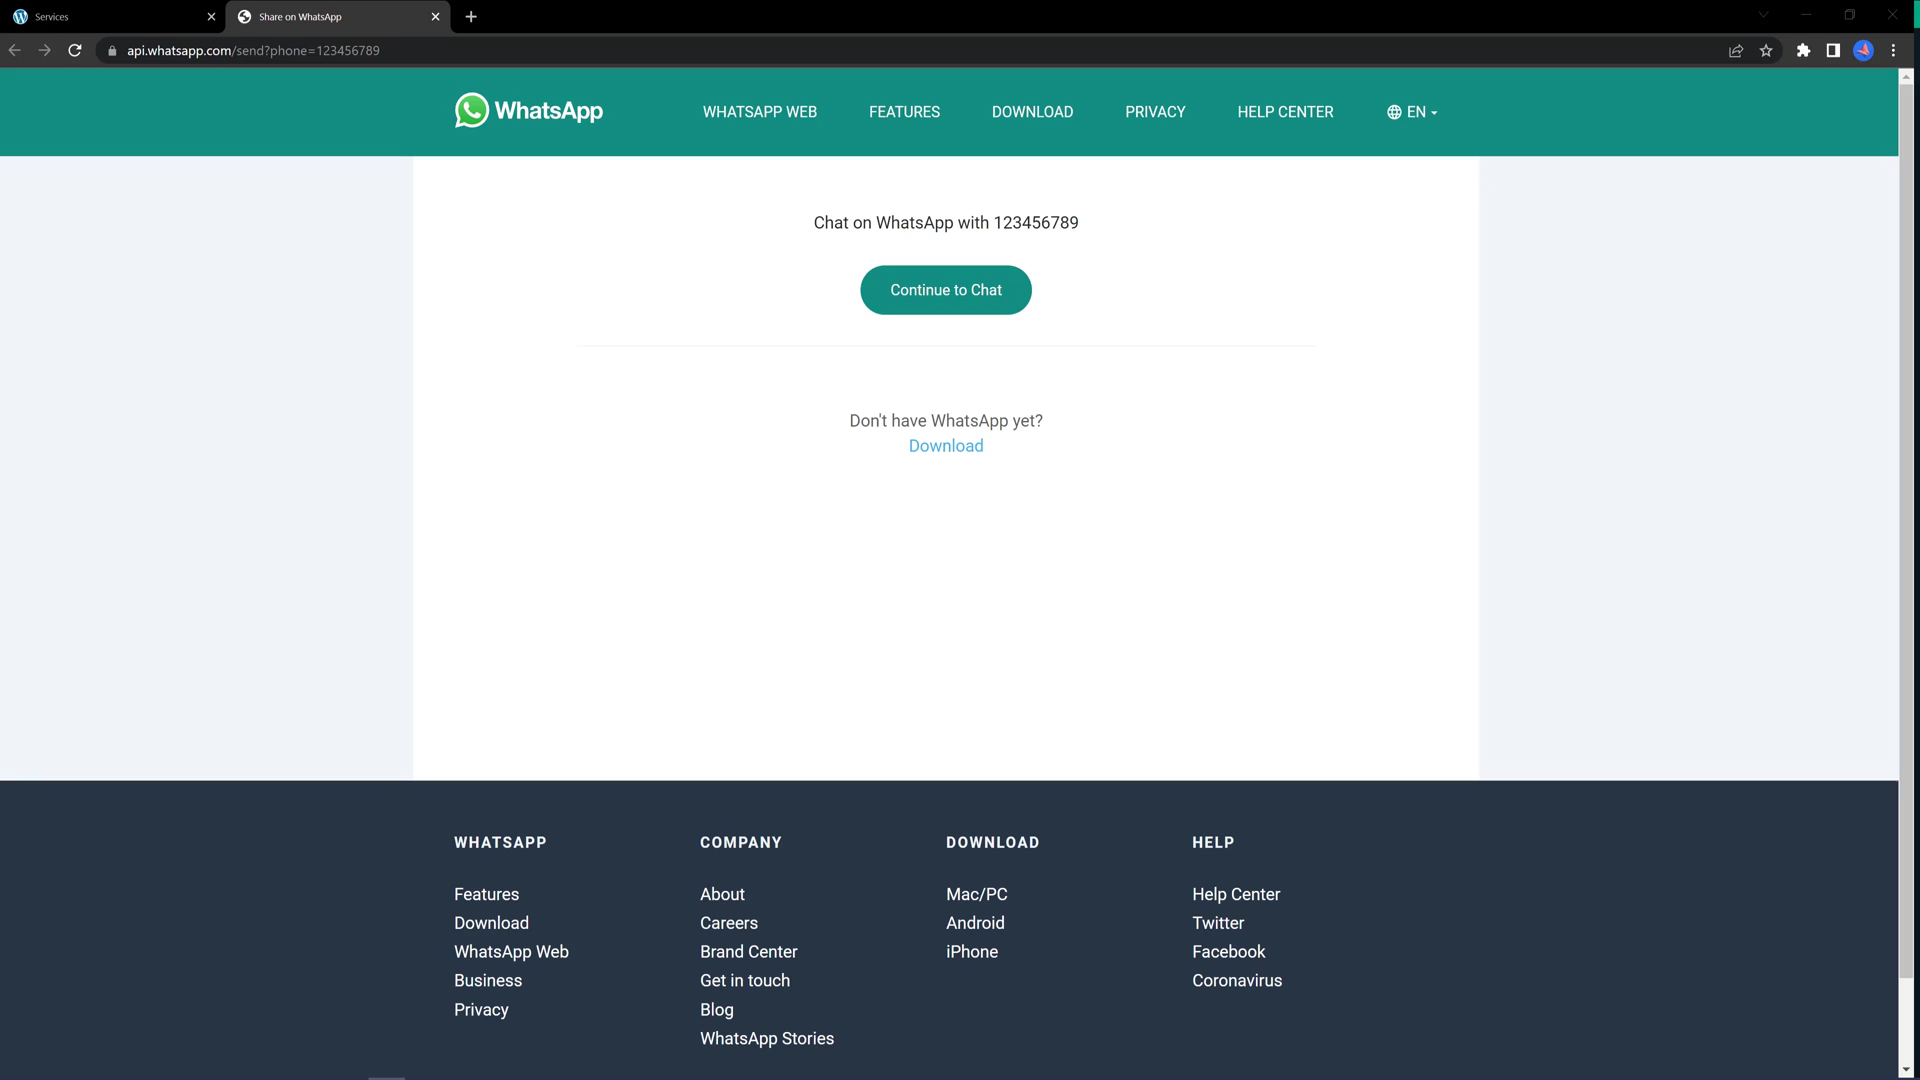 Services
Share on WhatsApp
api.whatsapp.com/send?phone=123456789
WhatsApp
WHATSAPP WEB
FEATURES
DOWNLOAD
PRIVACY
HELP CENTER
EN
Chat on WhatsApp with 123456789
Continue to Chat
Don't have WhatsApp yet?
Download
WHATSAPP
Features
Download
WhatsApp Web
Business
Privacy
COMPANY
About
Careers
Brand Center
Get in touch
Blog
WhatsApp Stories
DOWNLOAD
Mac/PC
Android
iPhone
HELP
Help Center
Twitter
Facebook
Coronavirus